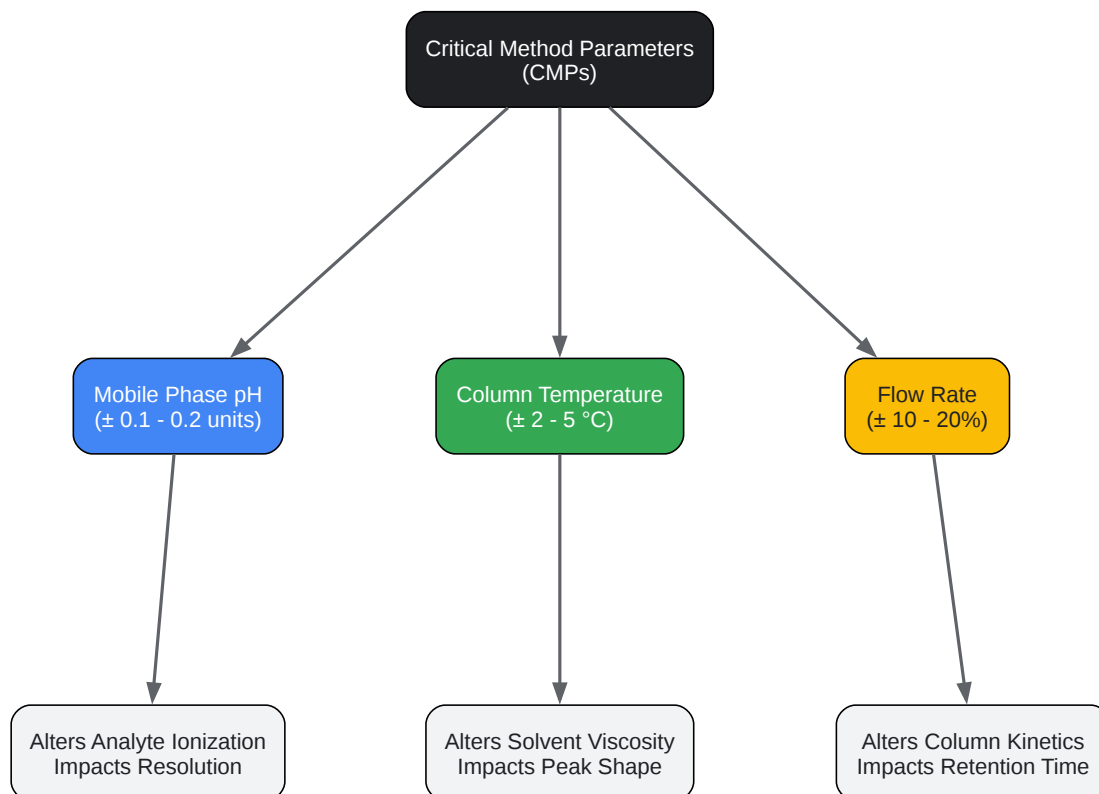 Critical Method Parameters
(CMPs)
Mobile Phase pH
(± 0.1 - 0.2 units)
Column Temperature
(± 2 - 5 °C)
Flow Rate
(± 10 - 20%)
Alters Analyte Ionization
Impacts Resolution
Alters Solvent Viscosity
Impacts Peak Shape
Alters Column Kinetics
Impacts Retention Time